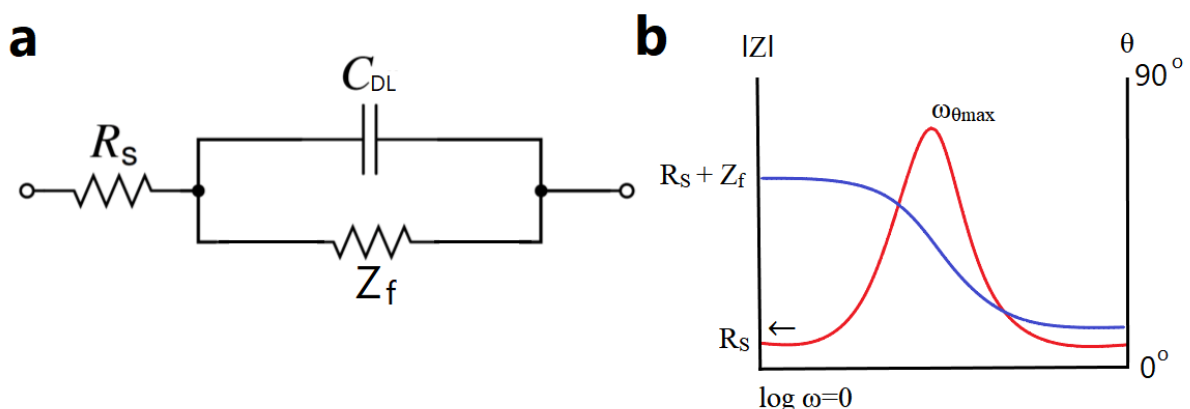 a
C_DL
R_s
Z_f
b
|Z|
θ
90°
ω_θmax
R_S + Z_f
R_S
←
0°
log ω=0